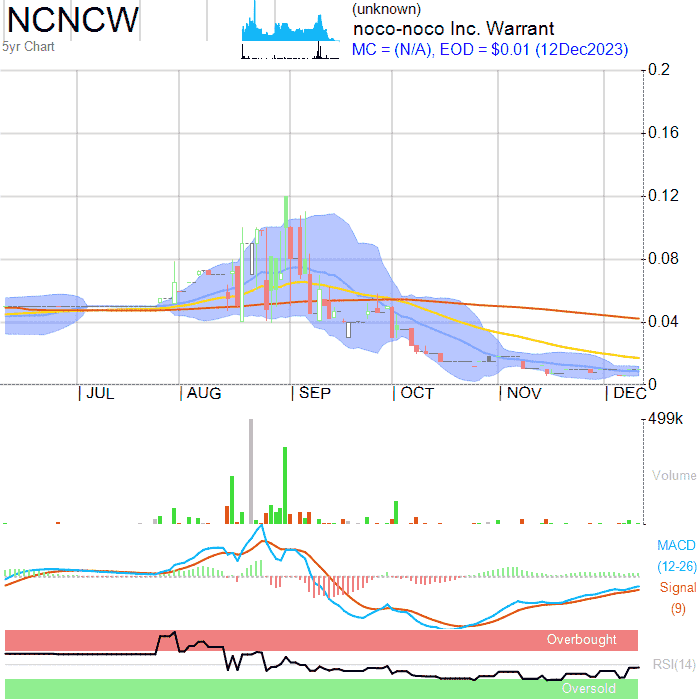 NCNCW
5yr Chart
(unknown)
noco-noco Inc. Warrant
MC = (N/A), EOD = $0.01 (12Dec2023)
0.2
0.16
0.12
0.08
0.04
0
JUL
AUG
SEP
OCT
NOV
DEC
499k
Volume
MACD
(12-26)
Signal
(9)
Overbought
RSI(14)
Oversold